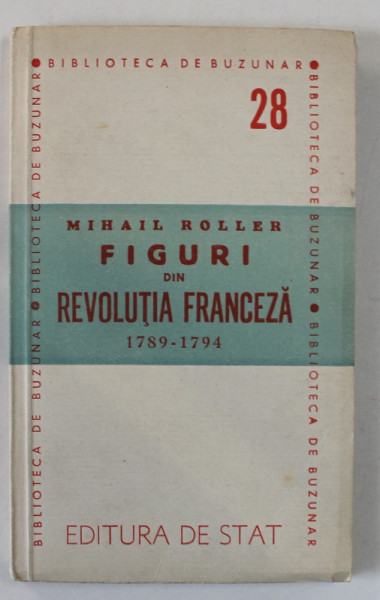 BIBLIOTECA DE BUZUNAR
28
MIHAIL ROLLER
FIGURI
DIN
REVOLUȚIA FRANCEZĂ
1789-1794
EDITURA DE STAT
BIBLIOTECA DE BUZUNAR ● BIBLIOTECA DE BUZUNAR ●
● BIBLIOTECA DE BUZUNAR ● BIBLIOTECA DE BUZUNAR